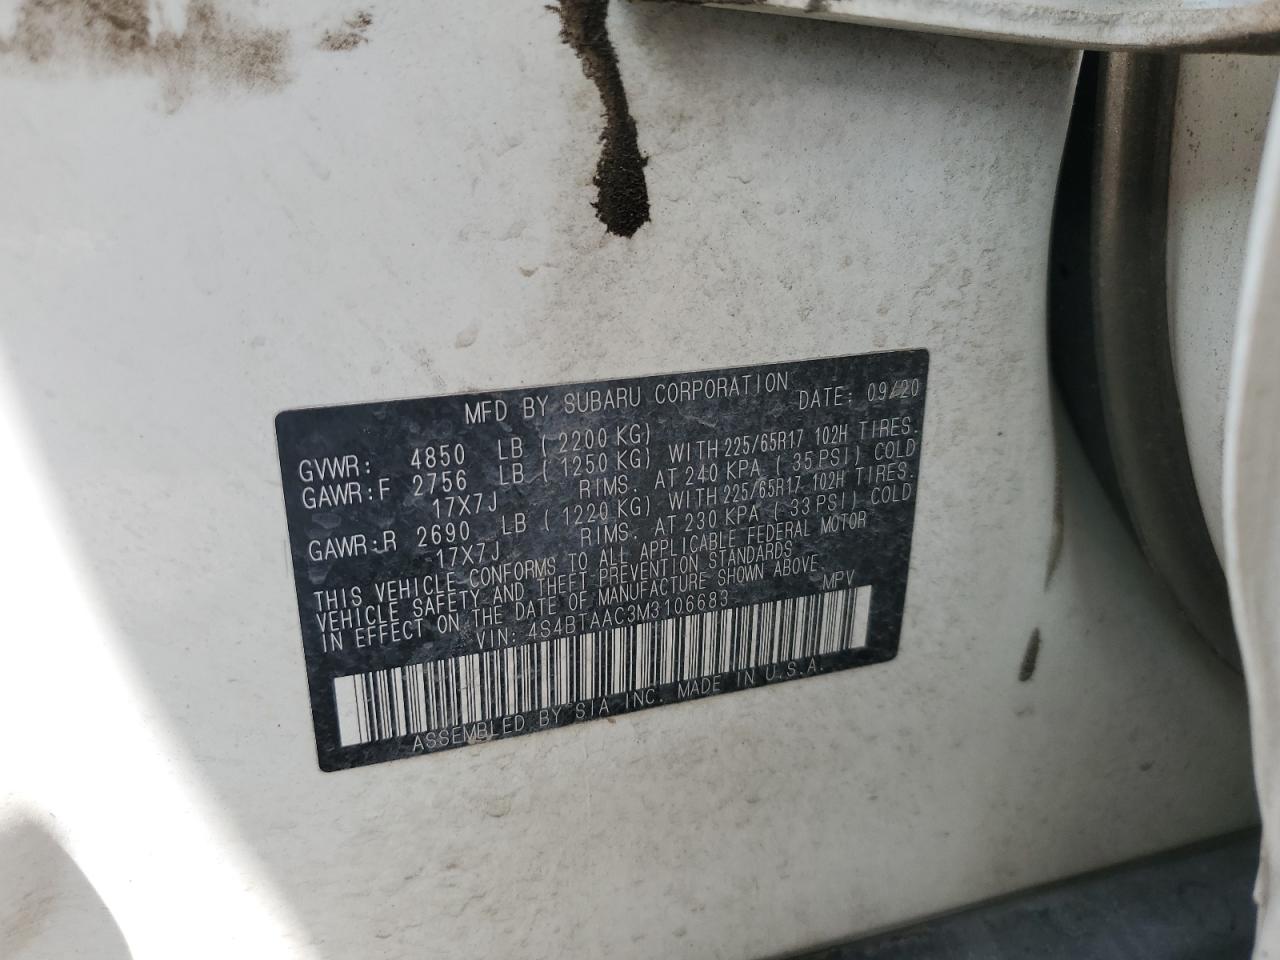 MFD BY SUBARU CORPORATION DATE: 09/20
GVWR: 4850 LB ( 2200 KG)
GAWR:F 2756 LB ( 1250 KG) WITH 225/65R17 102H TIRES.
17X7J RIMS. AT 240 KPA ( 35 PSI) COLD
GAWR:R 2690 LB ( 1220 KG) WITH 225/65R17 102H TIRES.
17X7J RIMS. AT 230 KPA ( 33 PSI) COLD
THIS VEHICLE CONFORMS TO ALL APPLICABLE FEDERAL MOTOR
VEHICLE SAFETY AND THEFT PREVENTION STANDARDS
IN EFFECT ON THE DATE OF MANUFACTURE SHOWN ABOVE.
VIN: 4S4BTAAC3M3106683 MPV
ASSEMBLED BY SIA INC. MADE IN U.S.A.